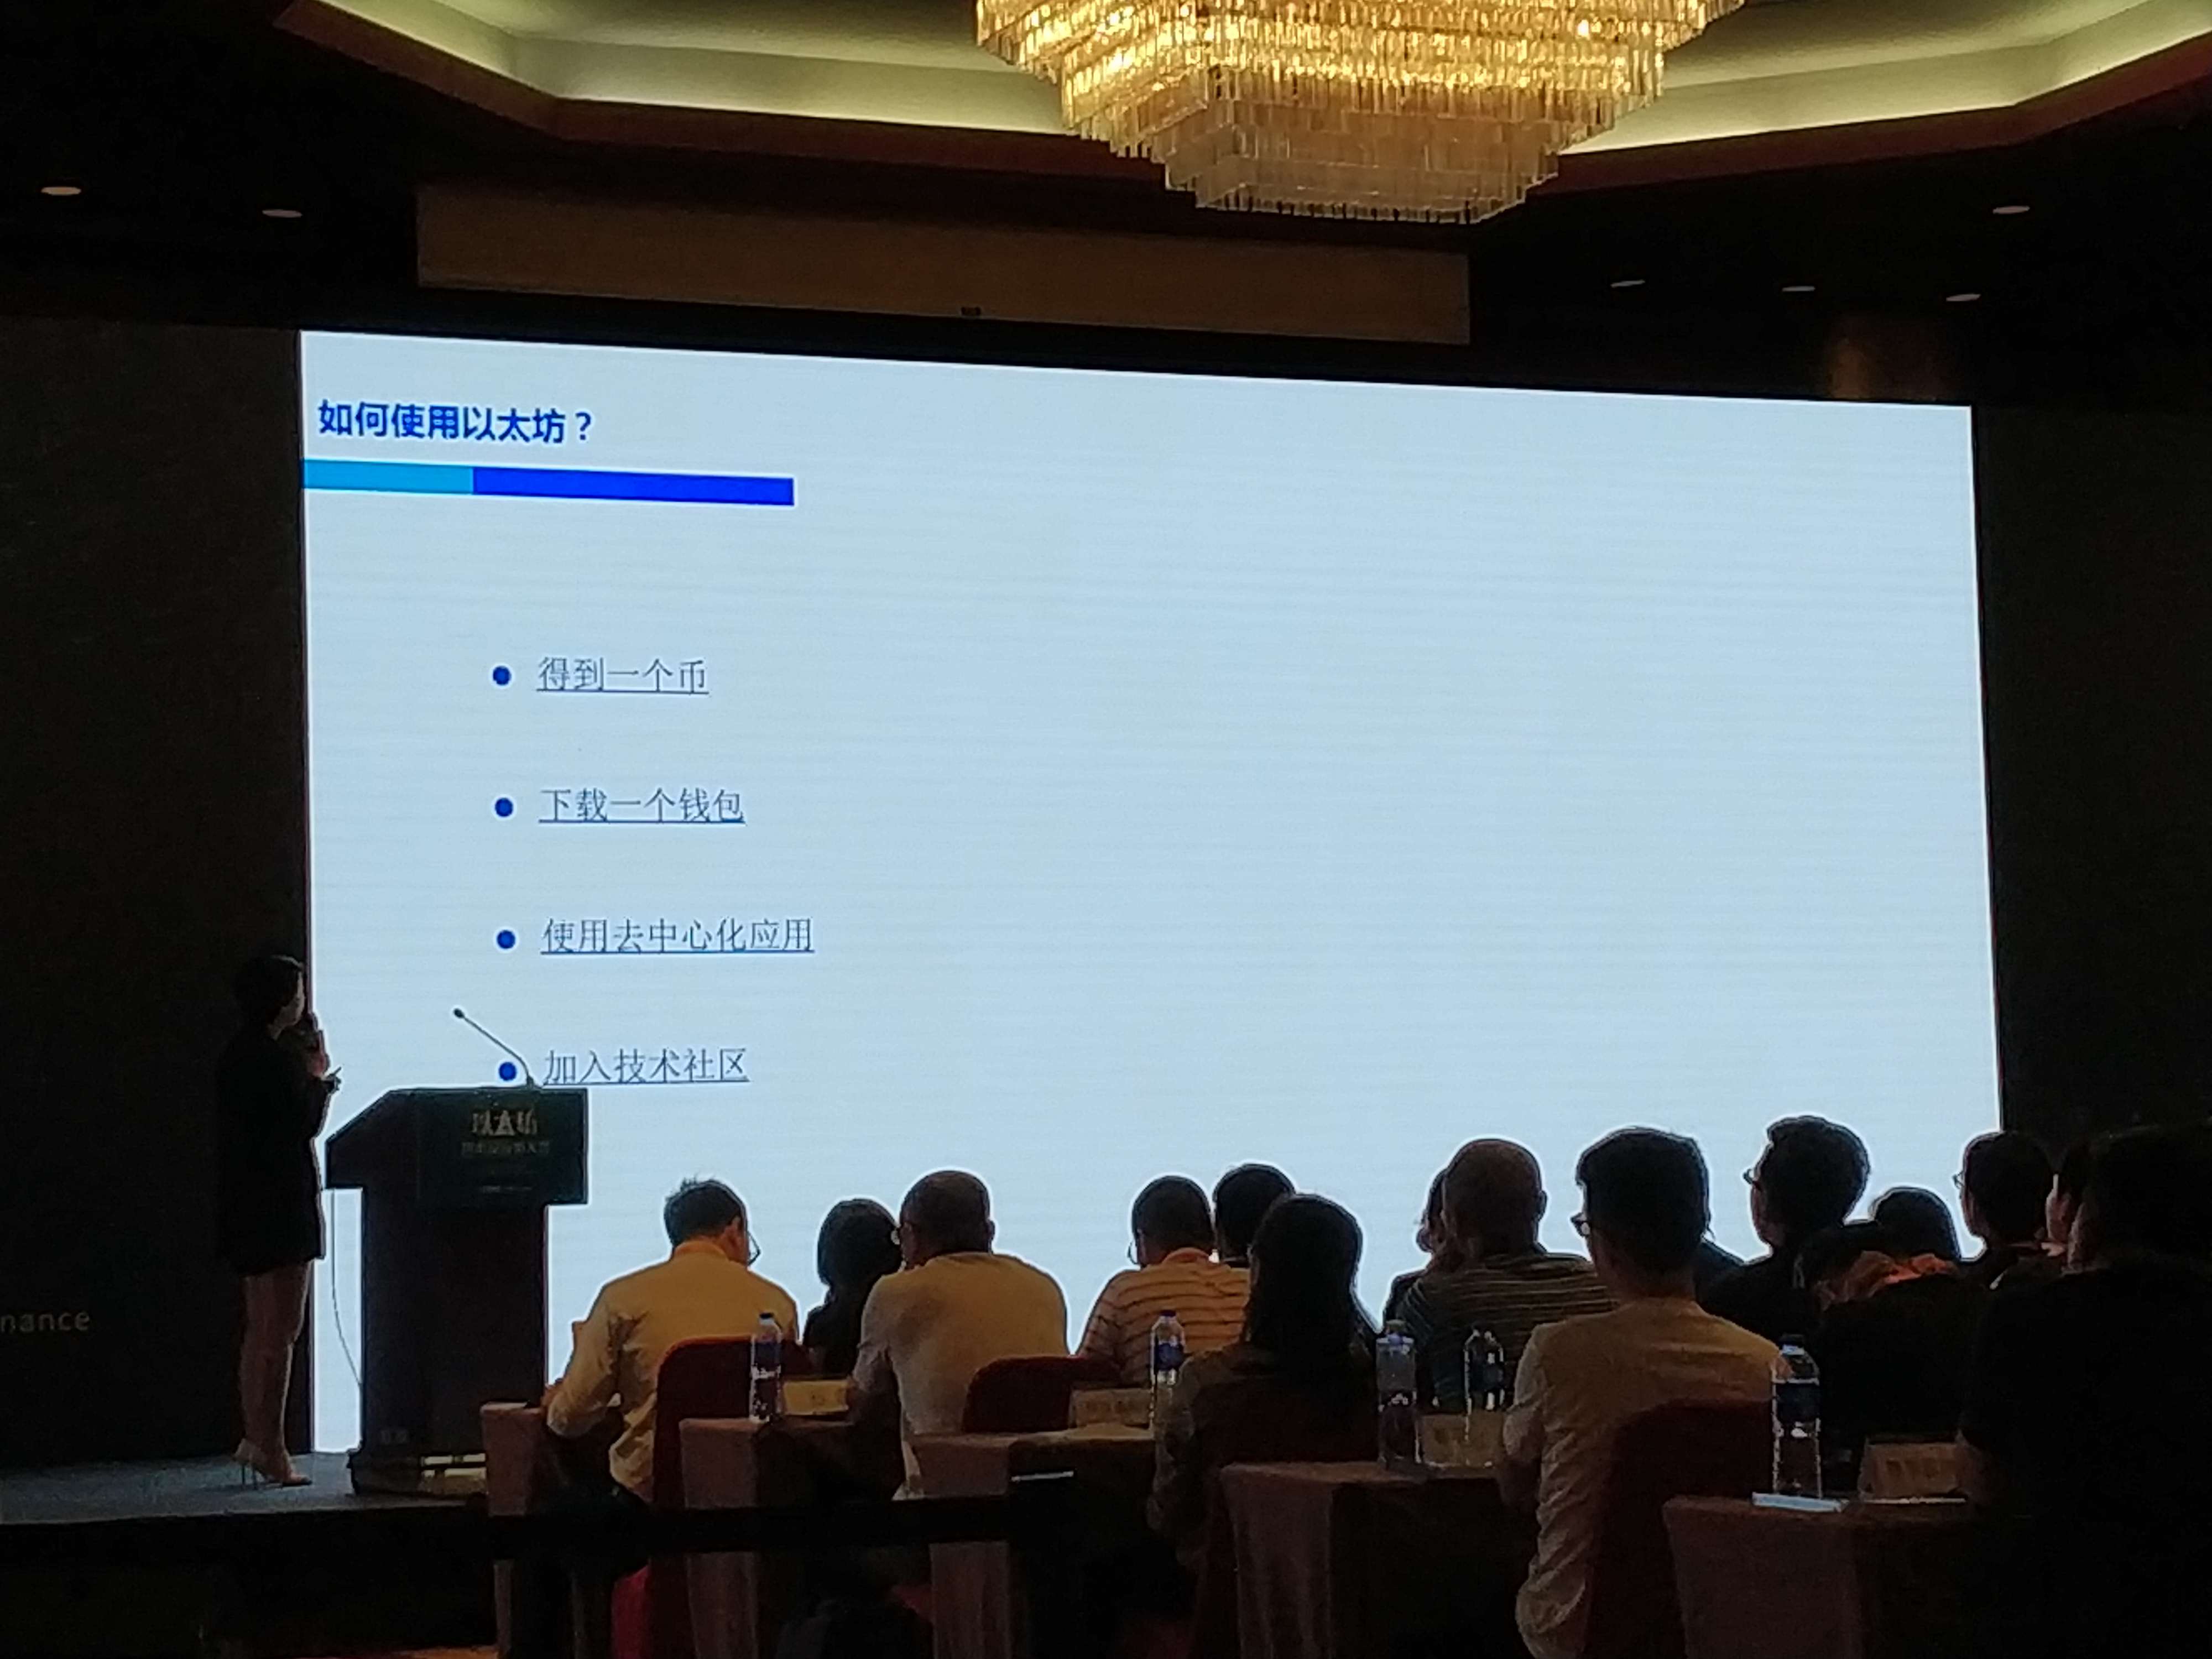 如何使用以太坊？
得到一个币
下载一个钱包
使用去中心化应用
加入技术社区
以太坊
nance